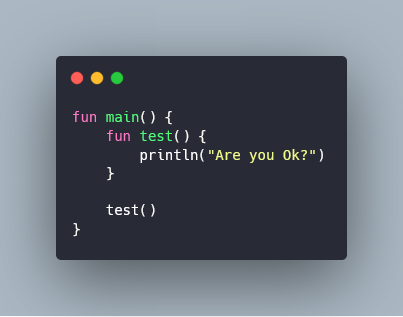 fun main() {
    fun test() {
        println("Are you Ok?")
    }

    test()
}